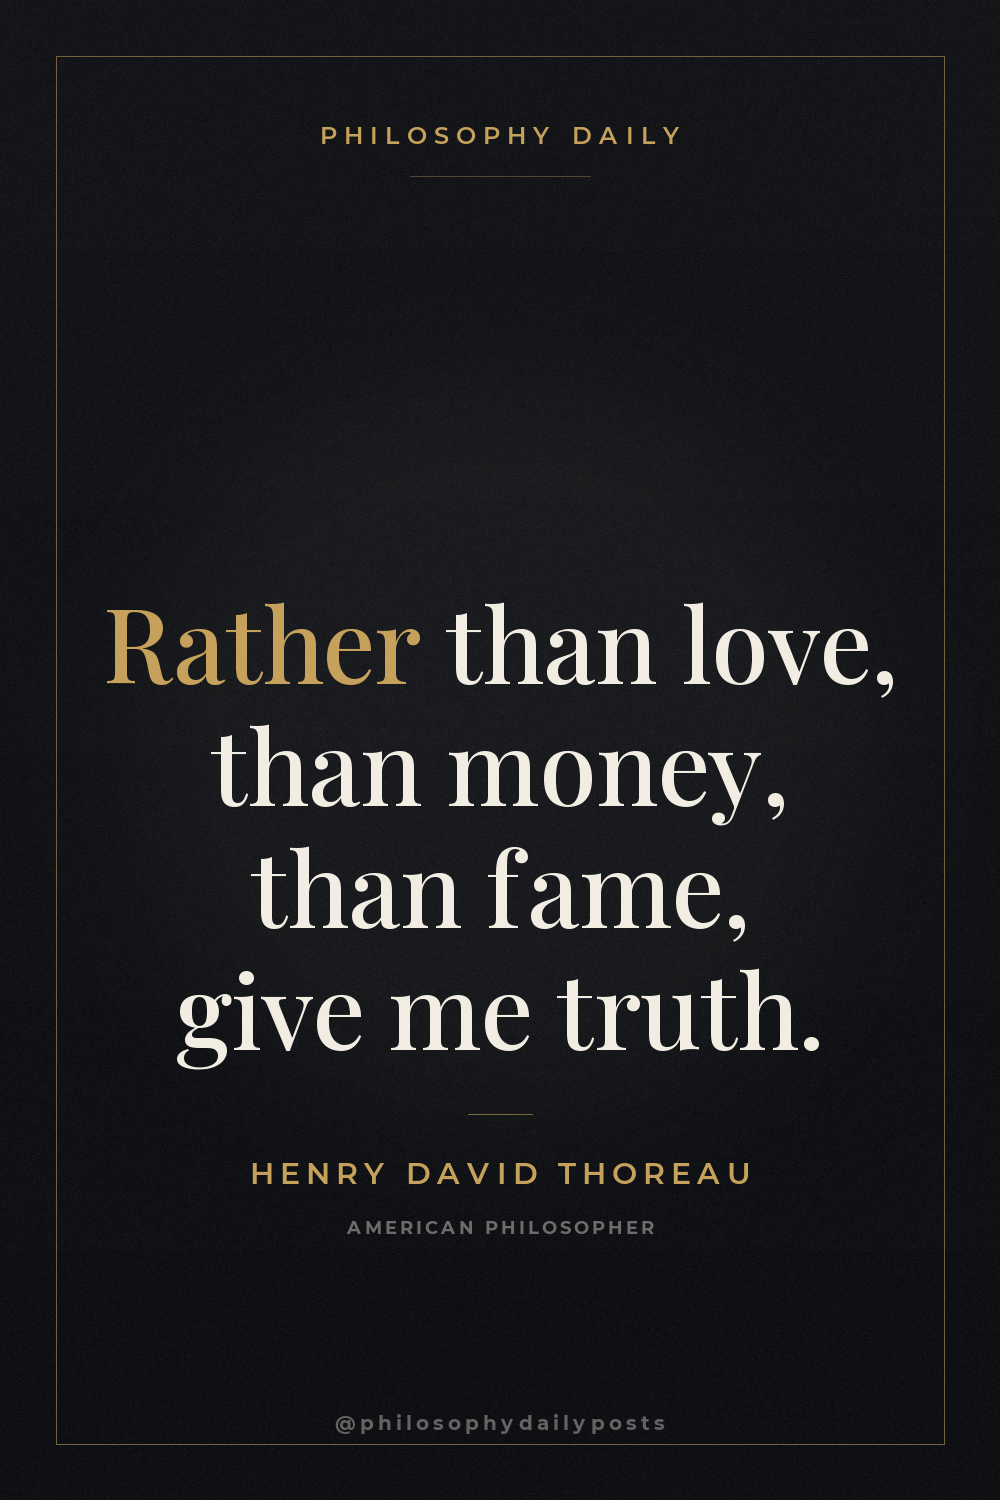 PHILOSOPHY DAILY
Rather than love,
than money,
than fame,
give me truth.
HENRY DAVID THOREAU
AMERICAN PHILOSOPHER
@philosophydailyposts